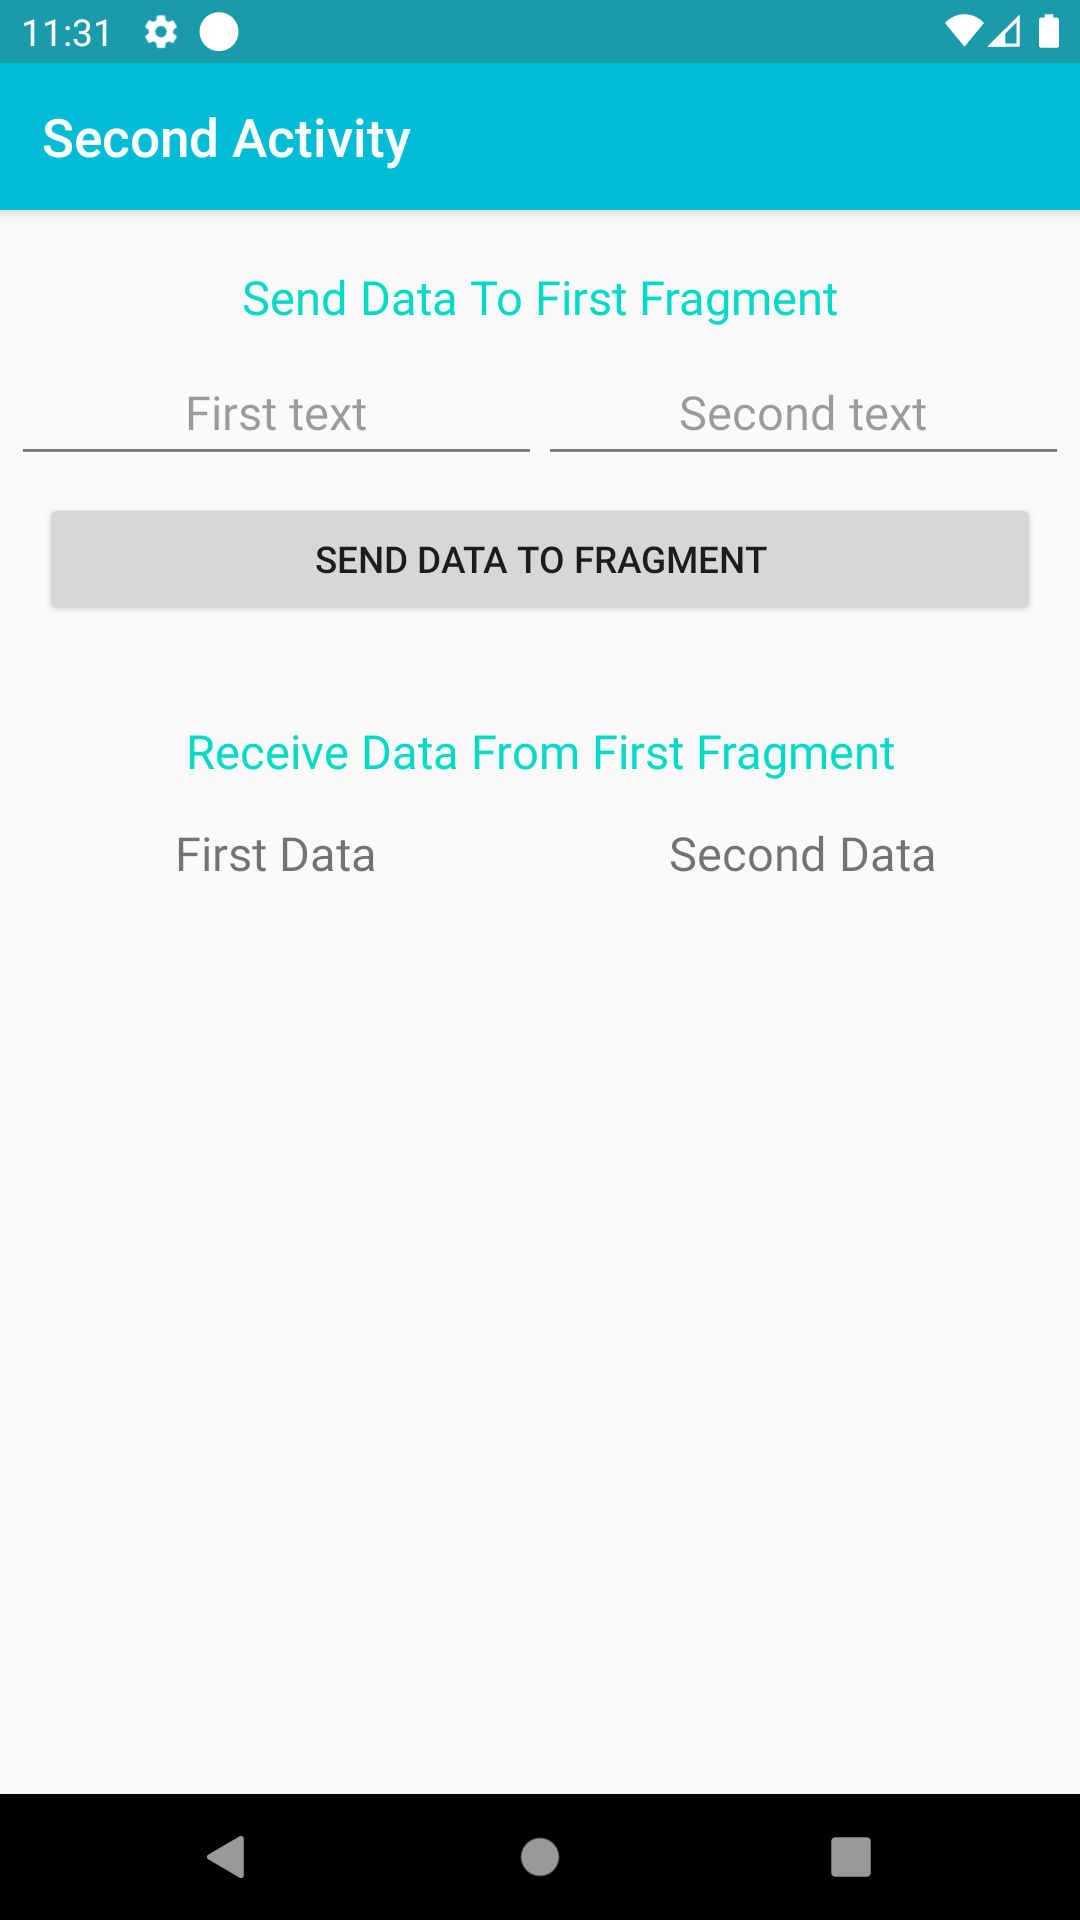 11:31
Second Activity
Send Data To First Fragment
First text Second text
SEND DATA TO FRAGMENT
Receive Data From First Fragment
First Data Second Data